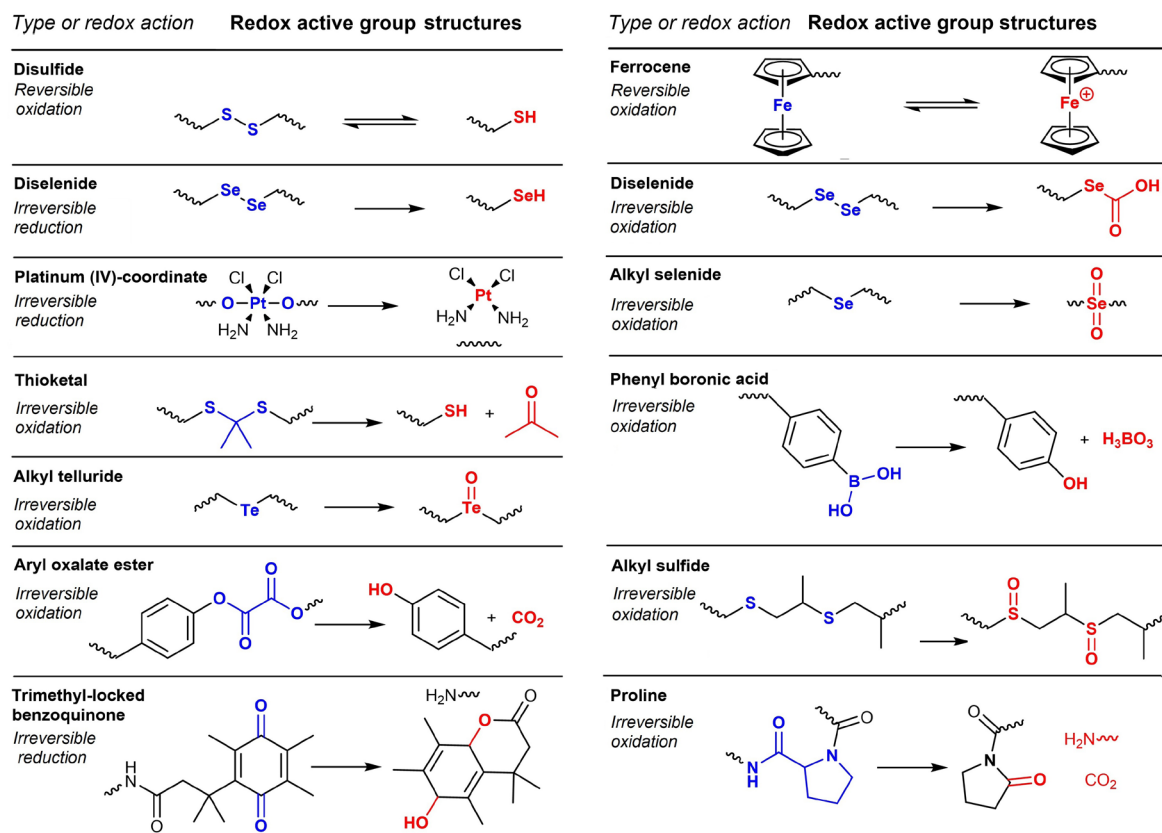 Type or redox action Redox active group structures
Disulfide
Reversible
oxidation
S
S
SH
Diselenide
Irreversible
reduction
Se
Se
SeH
Platinum (IV)-coordinate
Irreversible
reduction
Cl Cl
O Pt O
H2N NH2
Cl Cl
Pt
H2N NH2
Thioketal
Irreversible
oxidation
S S
SH + O
Alkyl telluride
Irreversible
oxidation
Te
O
Te
Aryl oxalate ester
Irreversible
oxidation
O
O
O
O
HO
+ CO2
Trimethyl-locked
benzoquinone
Irreversible
reduction
O
H
N
O
O
H2N
O
O
HO
Type or redox action Redox active group structures
Ferrocene
Reversible
oxidation
Fe
Fe⊕
Diselenide
Irreversible
oxidation
Se
Se
Se OH
O
Alkyl selenide
Irreversible
oxidation
Se
O
Se
O
Phenyl boronic acid
Irreversible
oxidation
B OH
HO
OH
+ H3BO3
Alkyl sulfide
Irreversible
oxidation
S
S
O
S
S
O
Proline
Irreversible
oxidation
O
O
N
N
H
O
N
O
H2N
CO2